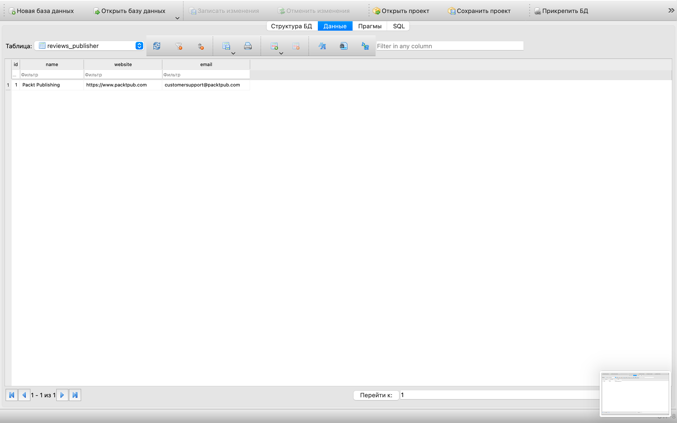 Новая база данных Открыть базу данных Записать изменения Отменить изменения Открыть проект Сохранить проект Прикрепить БД
Структура БД Данные Прагмы SQL
Таблица: reviews_publisher Filter in any column
id name website email
... Фильтр Фильтр Фильтр
1 1 Packt Publishing https://www.packtpub.com customersupport@packtpub.com
1 - 1 из 1 Перейти к: 1